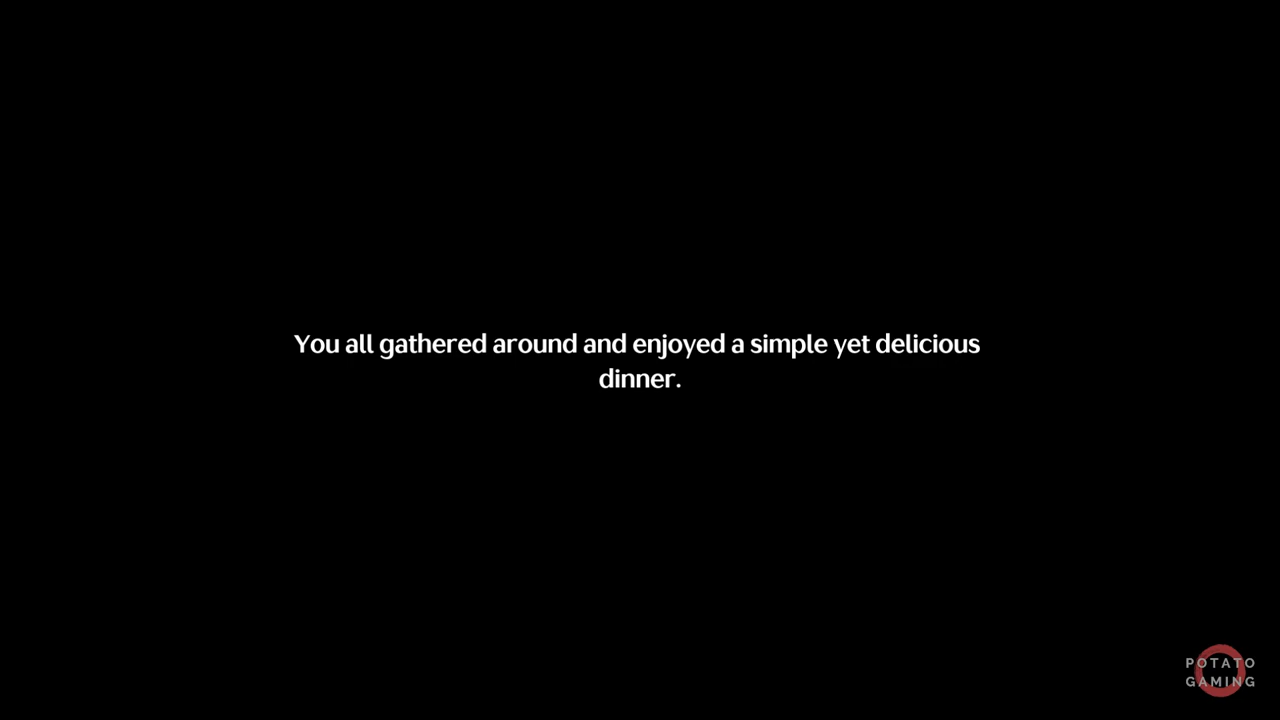 You all gathered around and enjoyed a simple yet delicious
dinner.
POTATO
GAMING